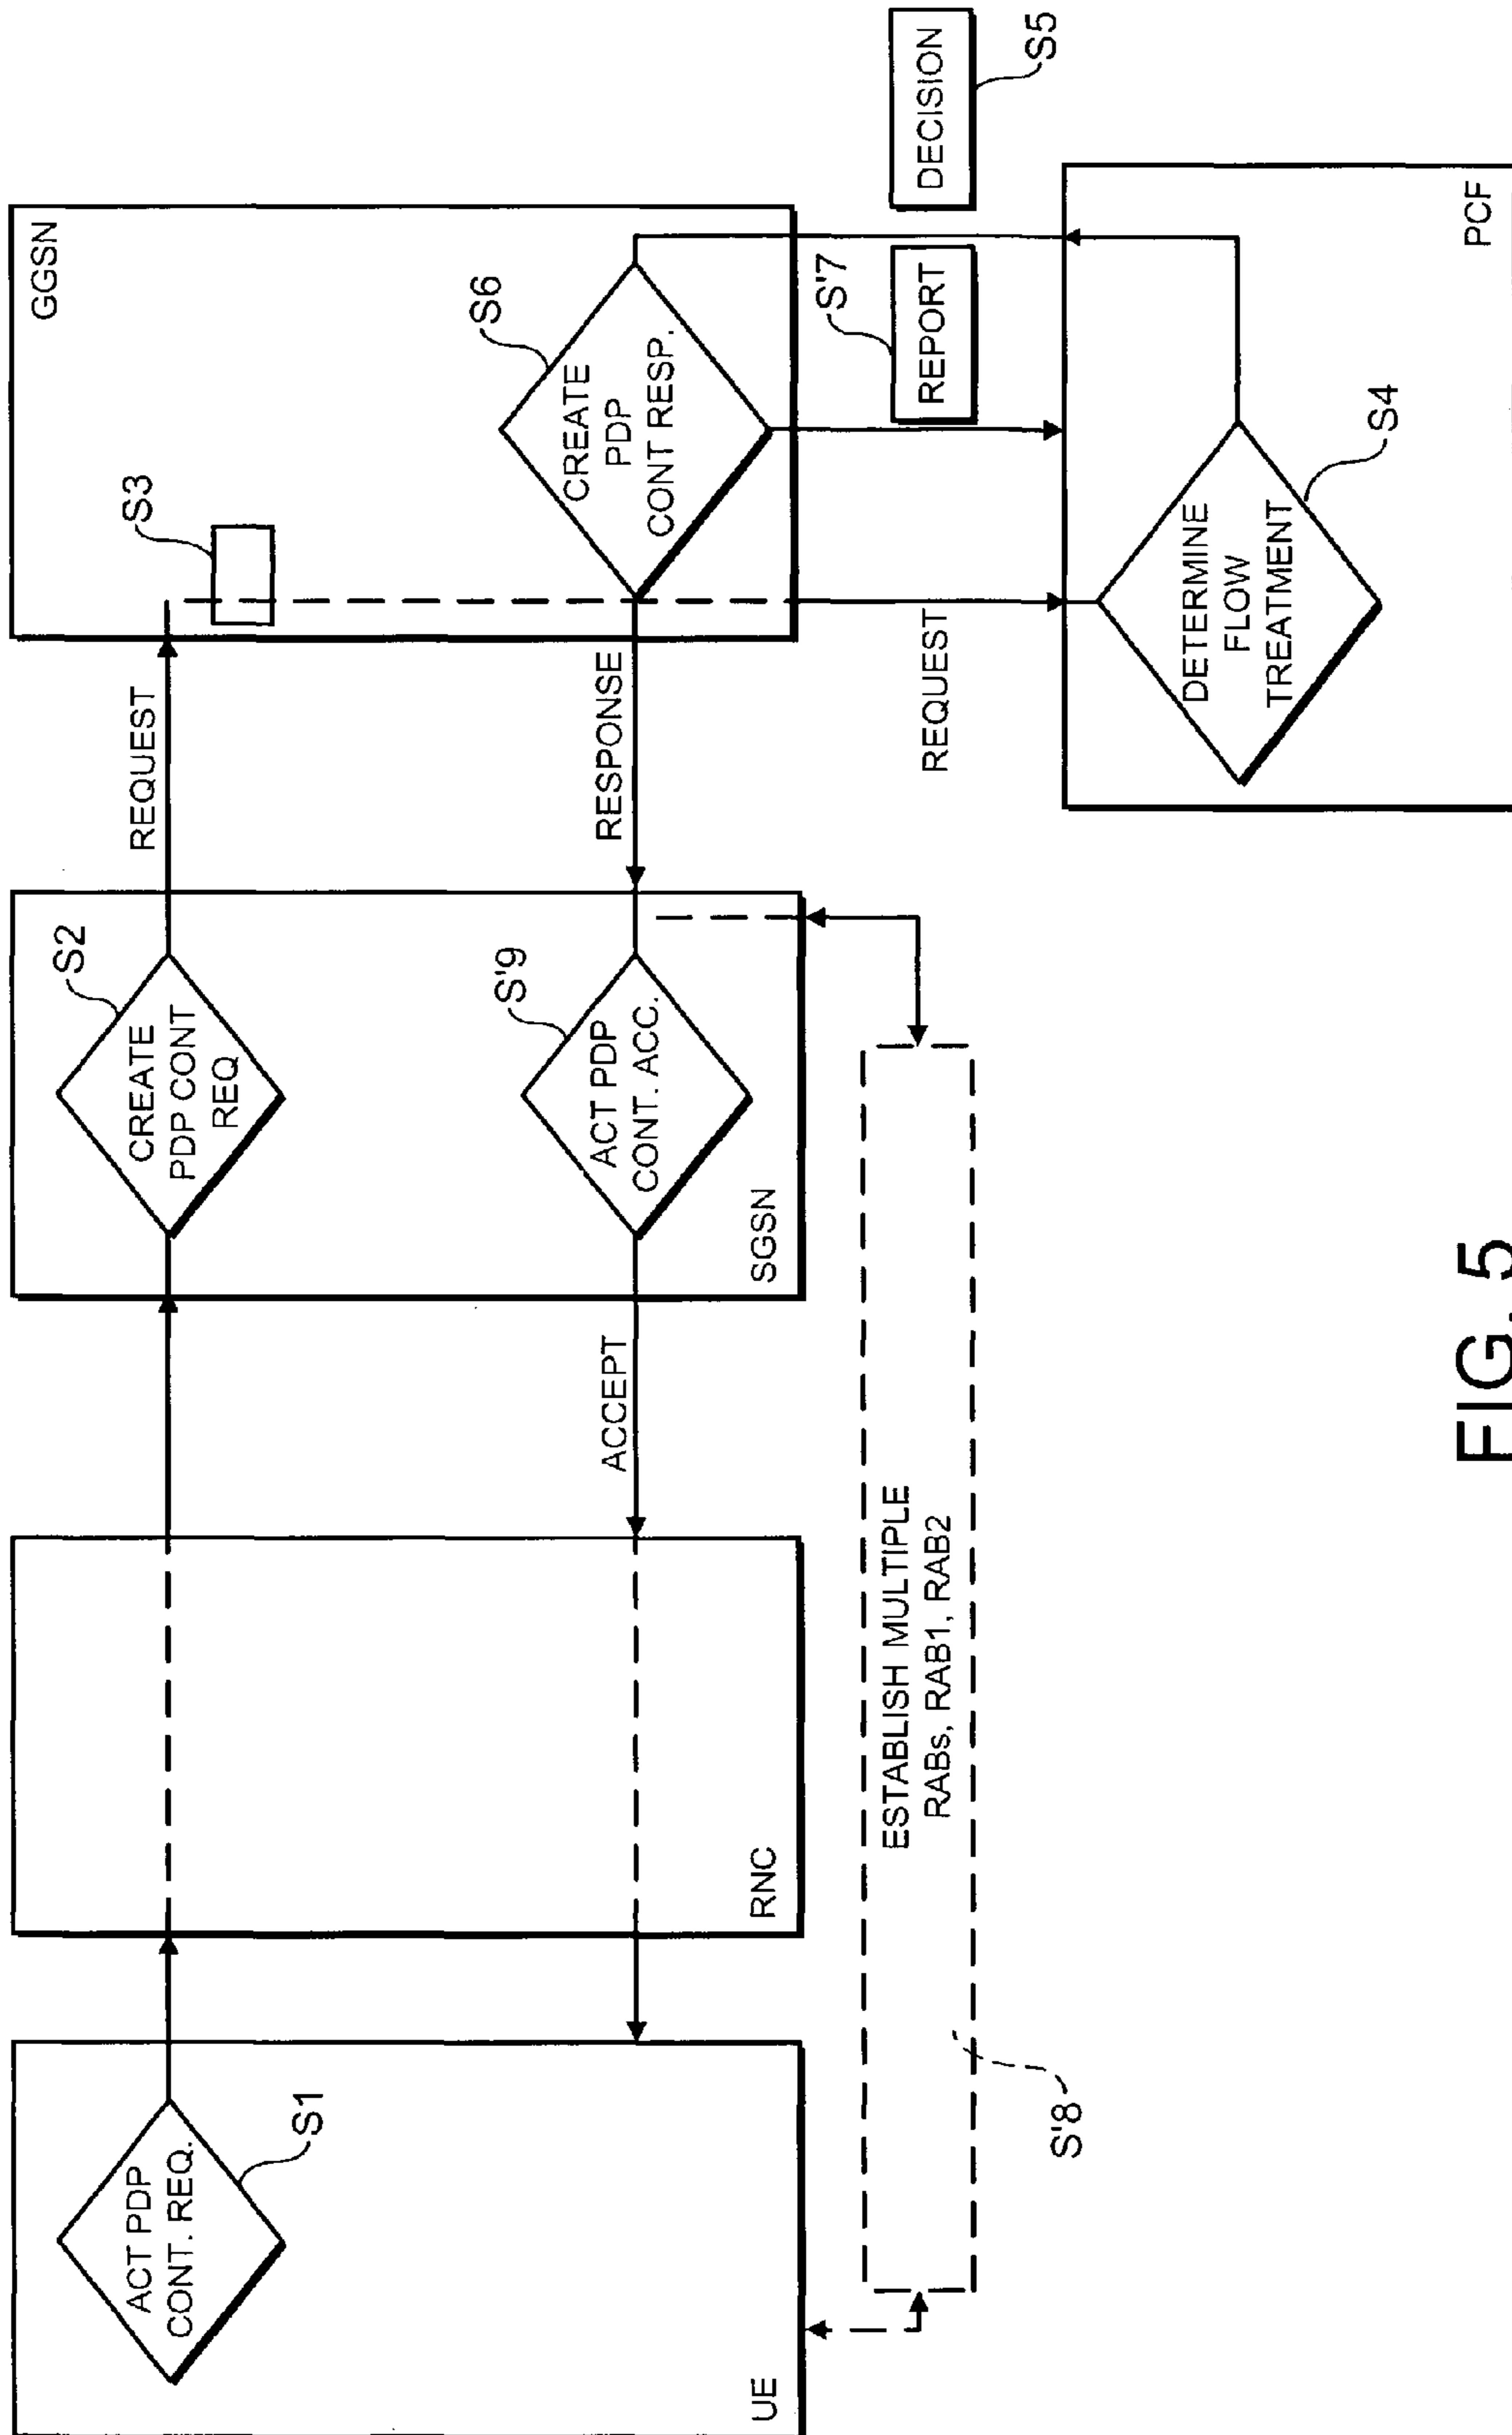 UE
ACT PDP
CONT. REQ.
S1
RNC
SGSN
CREATE
PDP CONT
REQ
S2
REQUEST
GGSN
S3
REQUEST
PCF
DETERMINE
FLOW
TREATMENT
S4
DECISION
S5
CREATE
PDP
CONT RESP.
S6
REPORT
S'7
RESPONSE
ESTABLISH MULTIPLE
RABs, RAB1, RAB2
S'8
ACT PDP
CONT. ACC.
S'9
ACCEPT
FIG. 5